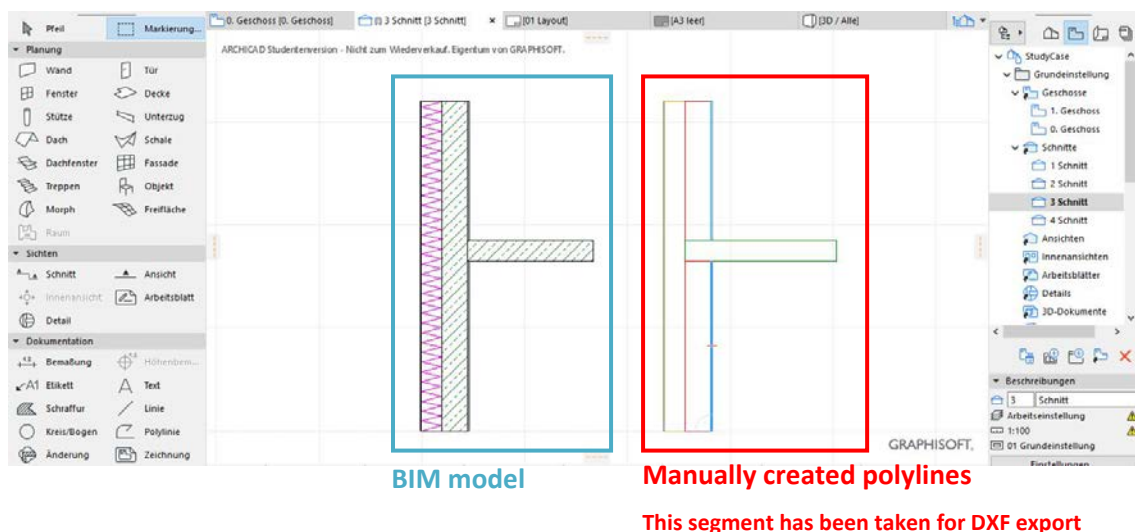 0. Geschoss [0. Geschoss]
3 Schnitt [3 Schnitt]
[01 Layout]
[A3 leer]
[3D / Alle]
Pfeil
Markierung...
ARCHICAD Studentenversion - Nicht zum Wiederverkauf. Eigentum von GRAPHISOFT.
Planung
Wand
Tür
Fenster
Decke
Stütze
Unterzug
Dach
Schale
Dachfenster
Fassade
Treppen
Objekt
Morph
Freifläche
Raum
Sichten
Schnitt
Ansicht
Innenansicht
Arbeitsblatt
Detail
Dokumentation
Bemaßung
Höhenbem...
A1 Etikett
Text
Schraffur
Linie
Kreis/Bogen
Polylinie
Änderung
Zeichnung
GRAPHISOFT.
StudyCase
Grundeinstellung
Geschosse
1. Geschoss
0. Geschoss
Schnitte
1 Schnitt
2 Schnitt
3 Schnitt
4 Schnitt
Ansichten
Innenansichten
Arbeitsblätter
Details
3D-Dokumente
Beschreibungen
3 Schnitt
Arbeitseinstellung
1:100
01 Grundeinstellung
Einstellungen
BIM model
Manually created polylines
This segment has been taken for DXF export